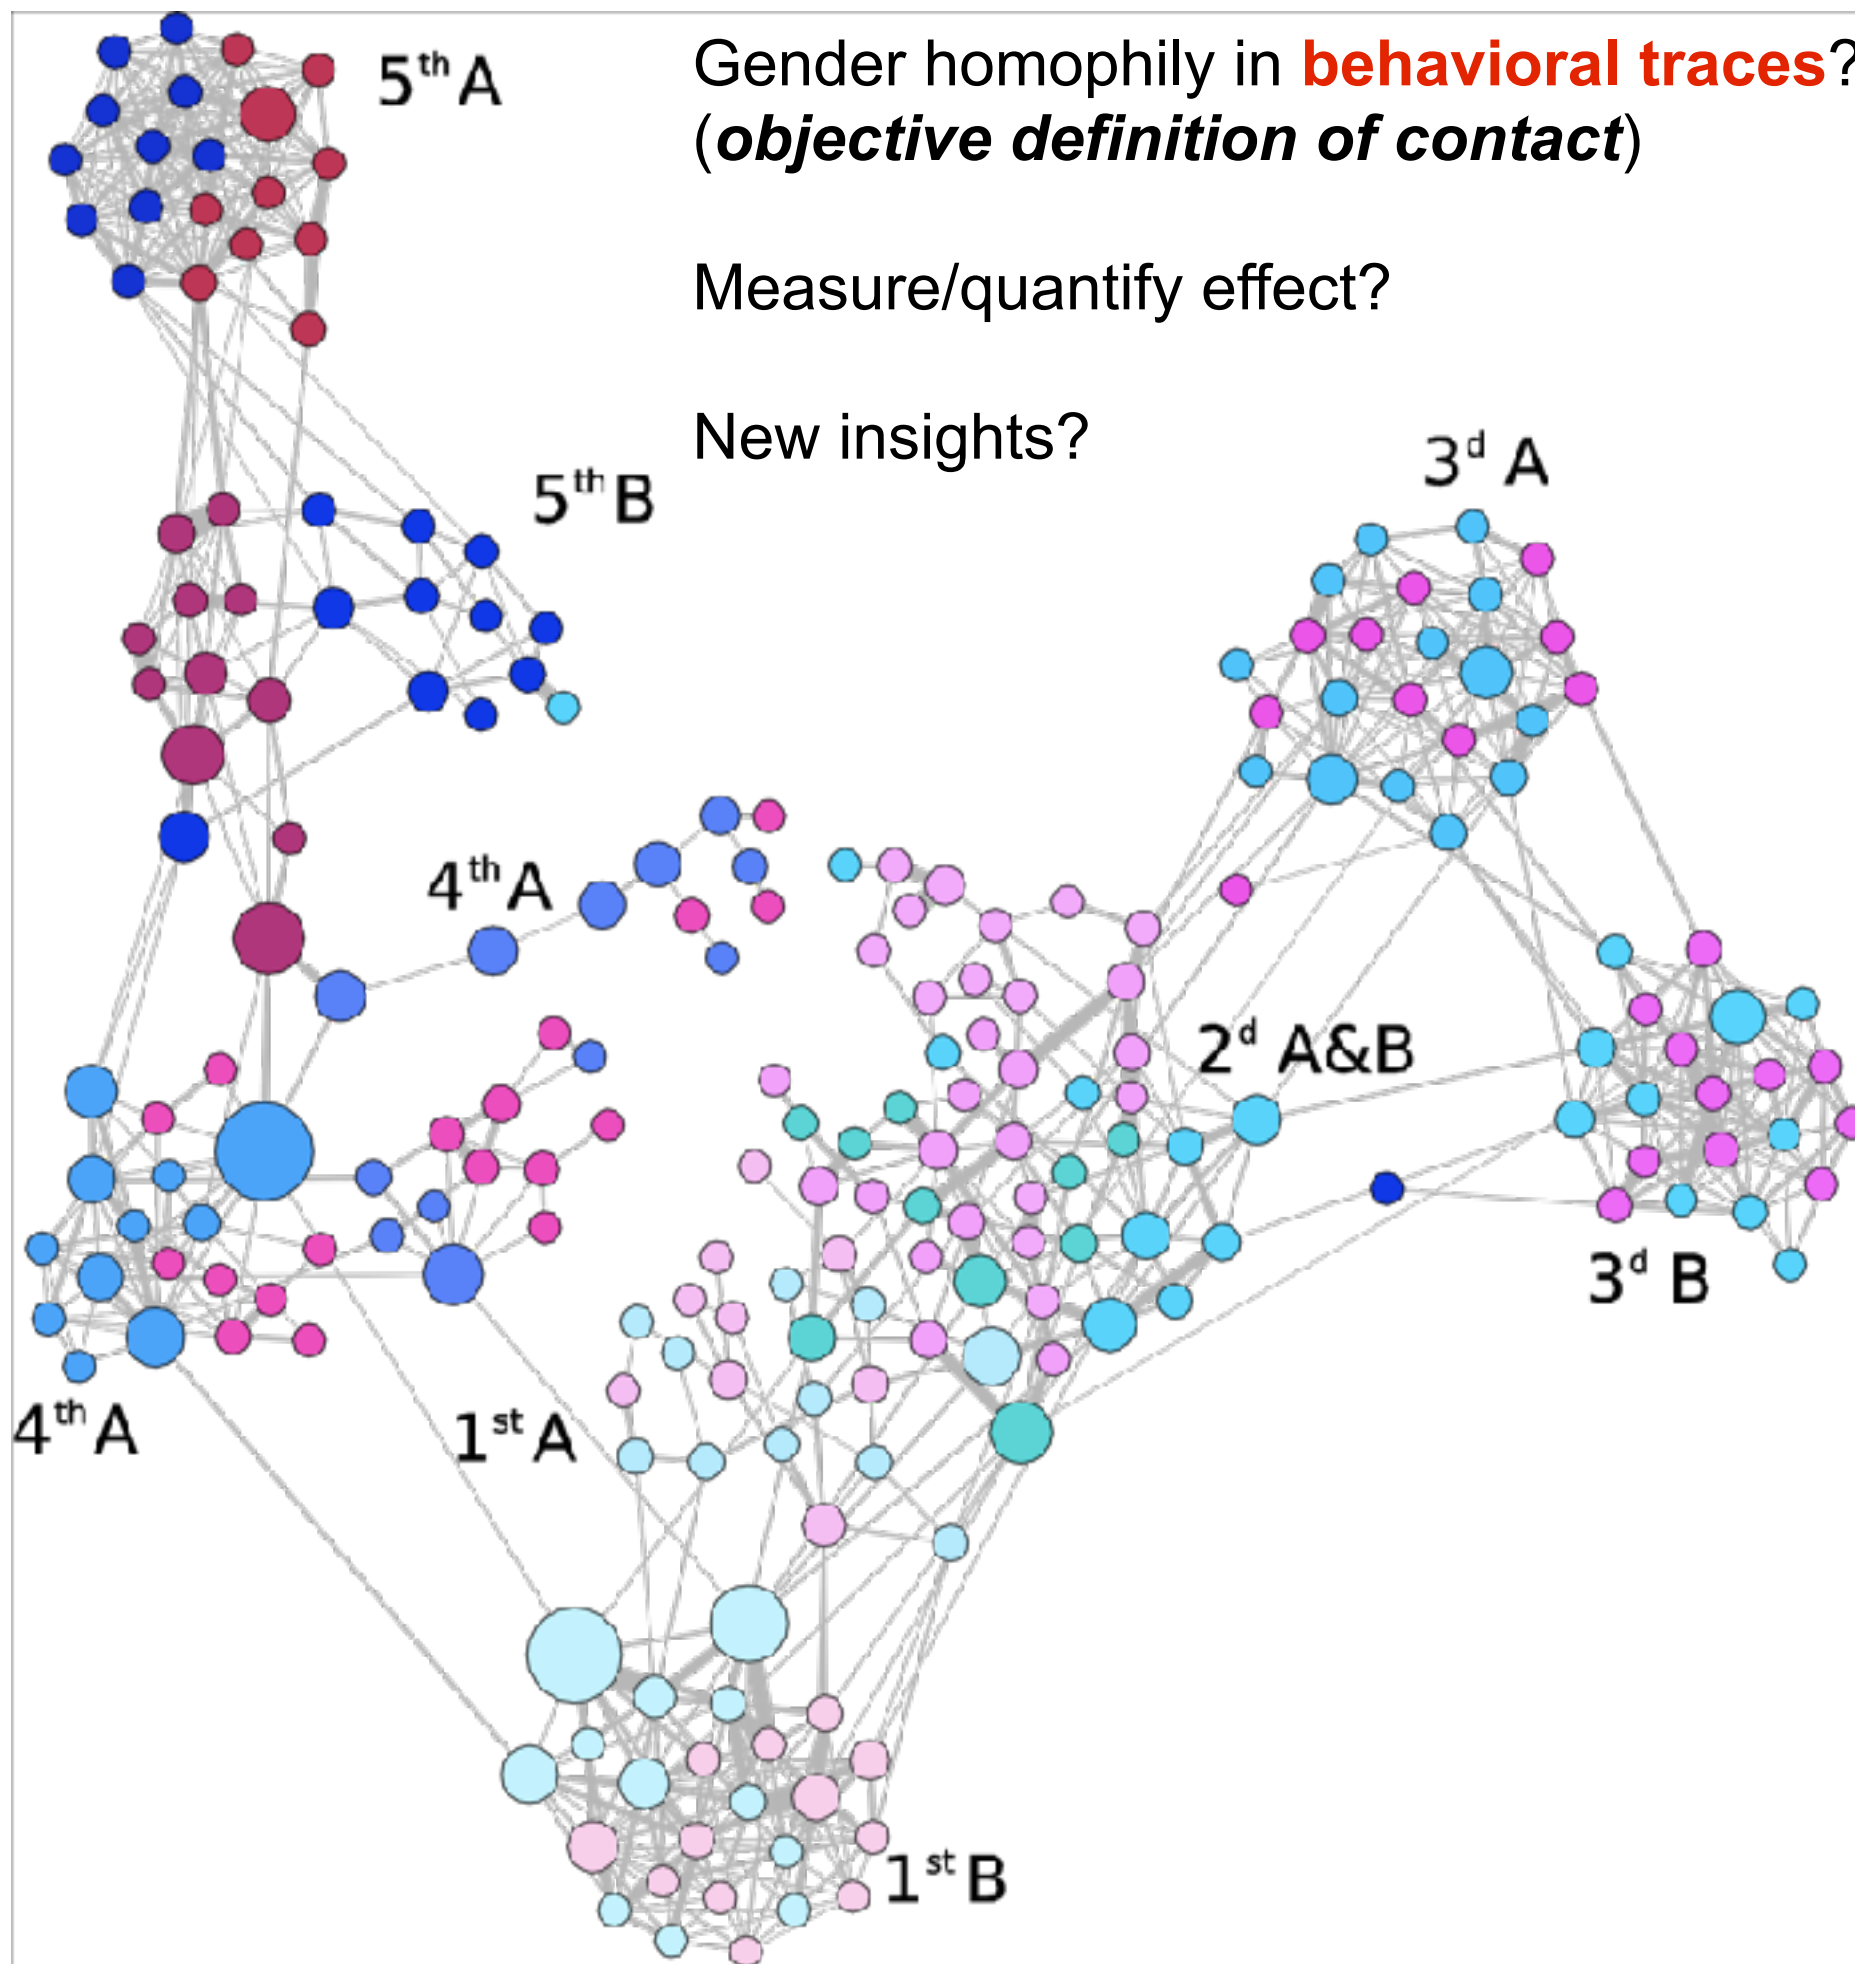 5th A
Gender homophily in behavioral traces?
(objective definition of contact)
Measure/quantify effect?
New insights?
3d A
5th B
4th A
2d A&B
3d B
4th A
1st A
1st B